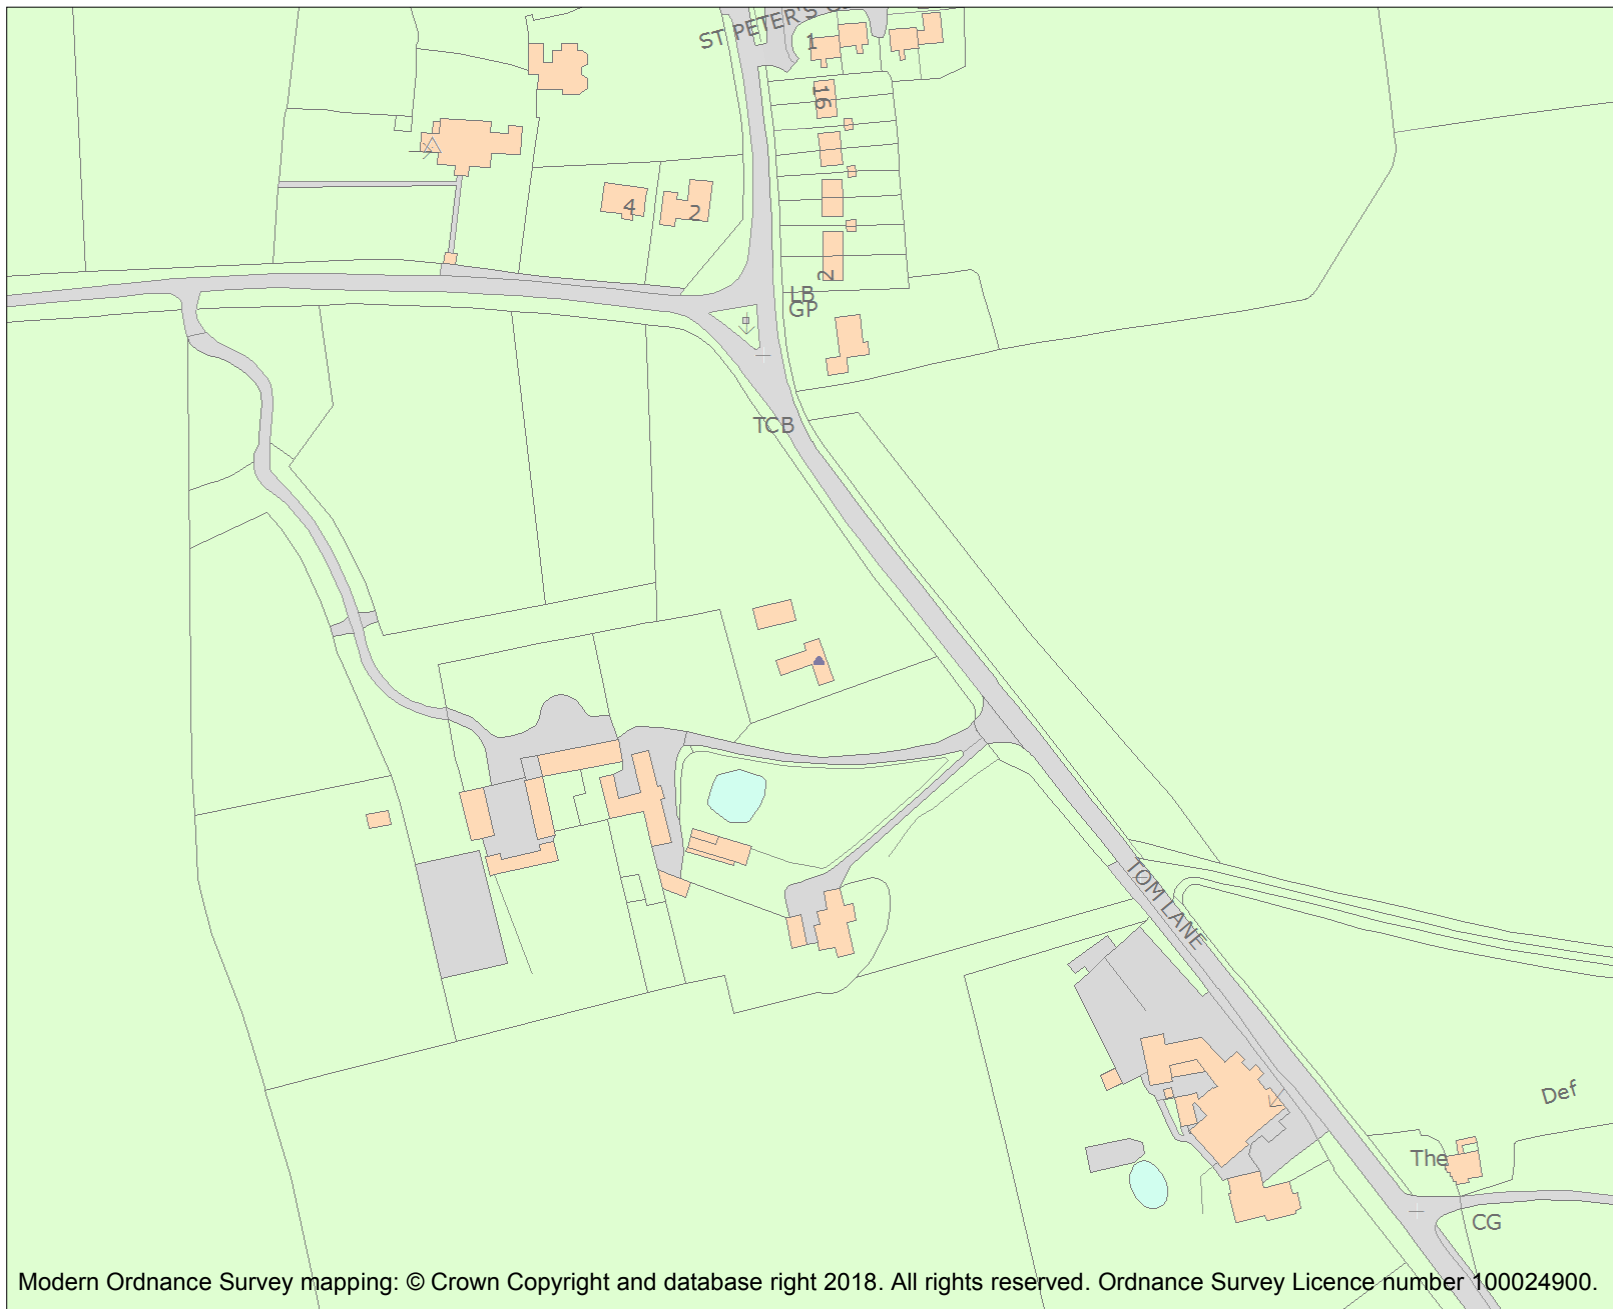 ST PETER'S
1
16
4
2
2
LB
GP
TCB
TOM LANE
Def
The
CG
Modern Ordnance Survey mapping: © Crown Copyright and database right 2018. All rights reserved. Ordnance Survey Licence number 100024900.